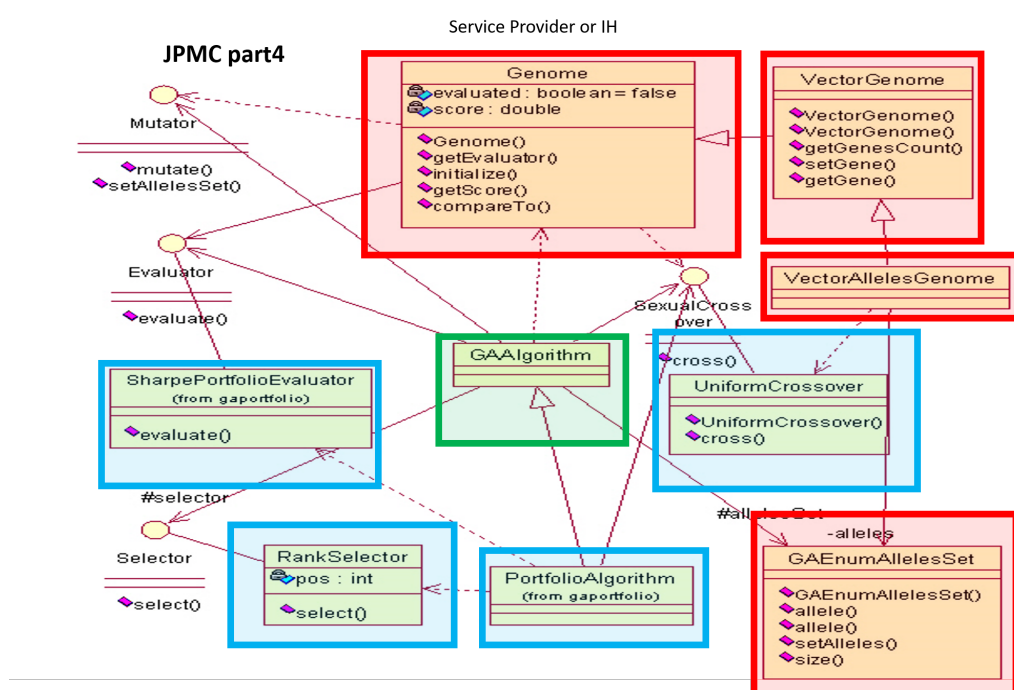 Service Provider or IH
JPMC part4
Genome
evaluated : boolean = false
score : double
Genome()
getEvaluator()
initialize()
getScore()
compareTo()
VectorGenome
VectorGenome()
VectorGenome()
getGenesCount()
setGene()
getGene()
Mutator
mutate()
setAllelesSet()
Evaluator
evaluate()
VectorAllelesGenome
SexualCross
over
cross()
GAAlgorithm
SharpePortfolioEvaluator
(from gaportfolio)
evaluate()
UniformCrossover
UniformCrossover()
cross()
#selector
#allelesSet
-alleles
Selector
select()
RankSelector
pos : int
select()
PortfolioAlgorithm
(from gaportfolio)
GAEnumAllelesSet
GAEnumAllelesSet()
allele()
allele()
setAlleles()
size()